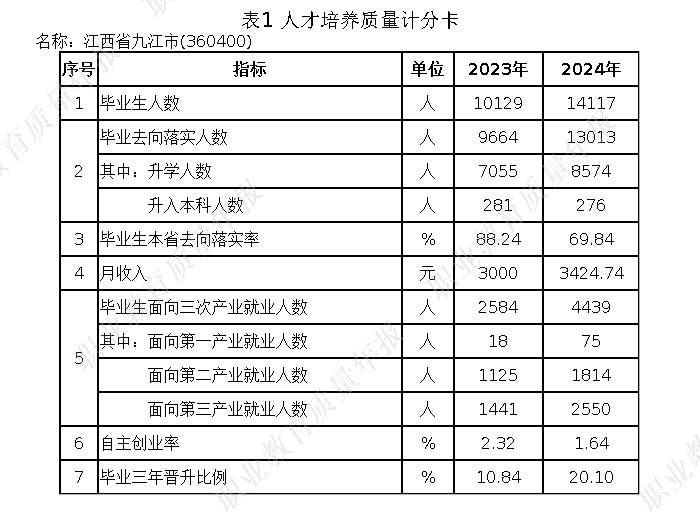 表1 人才培养质量计分卡
名称：江西省九江市(360400)
序号 指标 单位 2023年 2024年
1 毕业生人数 人 10129 14117
毕业去向落实人数 人 9664 13013
2 其中：升学人数 人 7055 8574
升入本科人数 人 281 276
3 毕业生本省去向落实率 % 88.24 69.84
4 月收入 元 3000 3424.74
毕业生面向三次产业就业人数 人 2584 4439
其中：面向第一产业就业人数 人 18 75
5 面向第二产业就业人数 人 1125 1814
面向第三产业就业人数 人 1441 2550
6 自主创业率 % 2.32 1.64
7 毕业三年晋升比例 % 10.84 20.10
职业教育质量年报